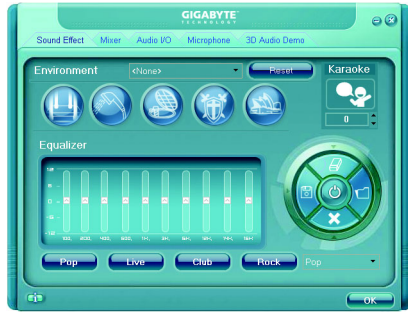 GIGABYTE
TECHNOLOGY
Sound Effect Mixer Audio I/O Microphone 3D Audio Demo
Environment <None> Reset Karaoke
0
Equalizer
Pop Live Club Rock Pop
OK